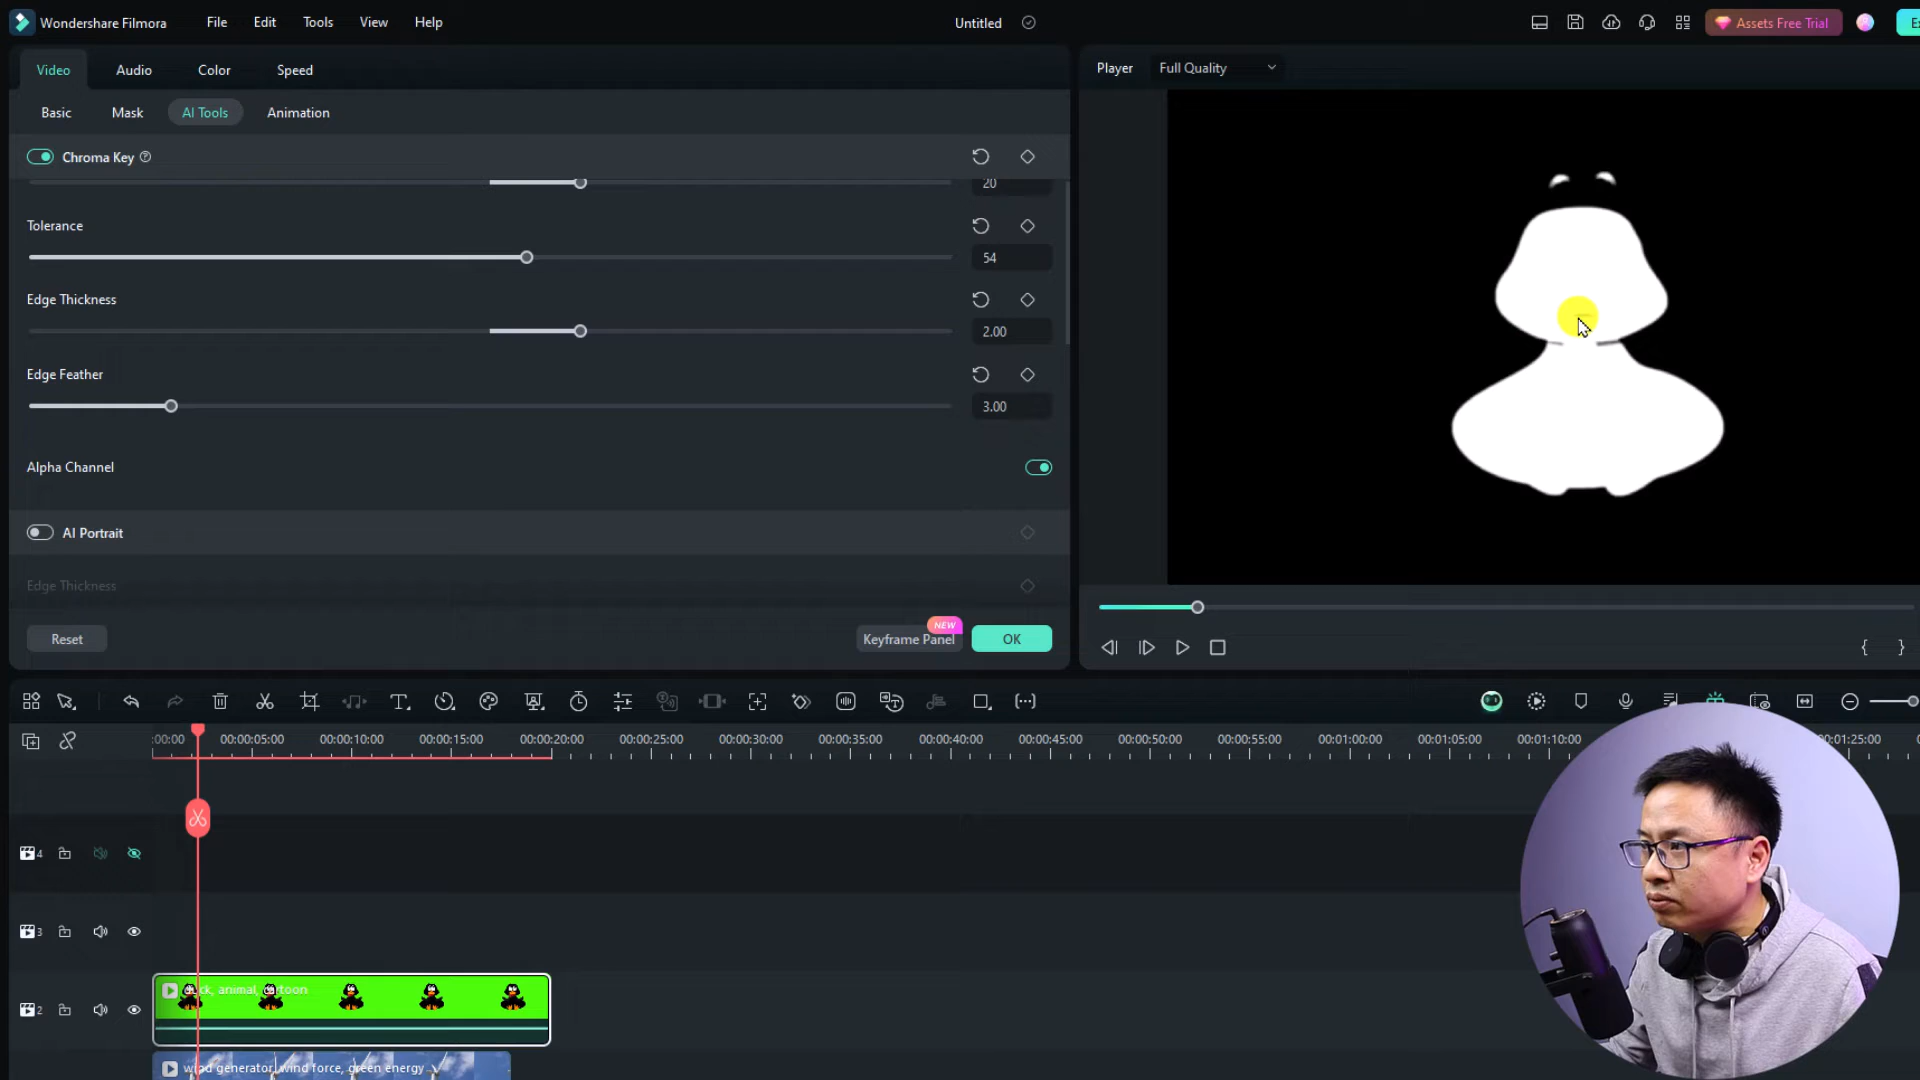 Wondershare Filmora File Edit Tools View Help Untitled Assets Free Trial
Video Audio Color Speed
Player Full Quality
Basic Mask AI Tools Animation
Chroma Key
20
Tolerance
54
Edge Thickness
2.00
Edge Feather
3.00
Alpha Channel
AI Portrait
Edge Thickness
NEW
Reset Keyframe Panel OK
{ }
:00:00 00:00:05:00 00:00:10:00 00:00:15:00 00:00:20:00 00:00:25:00 00:00:30:00 00:00:35:00 00:00:40:00 00:00:45:00 00:00:50:00 00:00:55:00 00:01:00:00 00:01:05:00 00:01:10:00 :01:25:00
4
3
animal,
2
wind generator, wind force, green energy